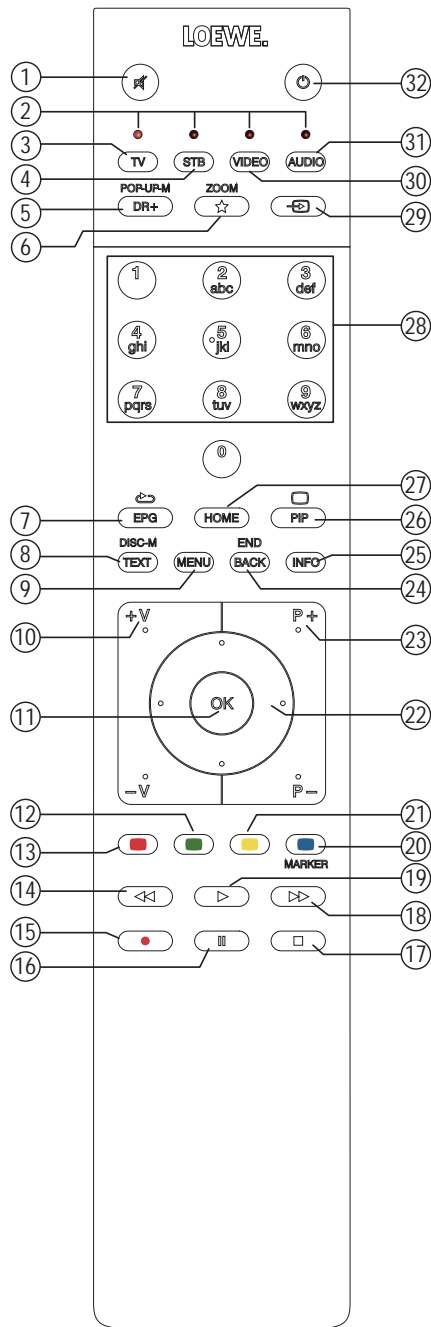 LOEWE.
1 32
2
3 TV STB VIDEO AUDIO 31
4 30
POP-UP-M ZOOM
5 DR+ 29
6
1 2 3
abc def
28
4 5 6
ghi jkl mno
7 8 9
pqrs tuv wxyz
0
27
7 EPG HOME PIP 26
DISC-M END
8 TEXT MENU BACK INFO 25
9 24
+V P+
10 23
11 OK 22
−V P−
12 21
13 20
MARKER
14 19
18
15
16 17